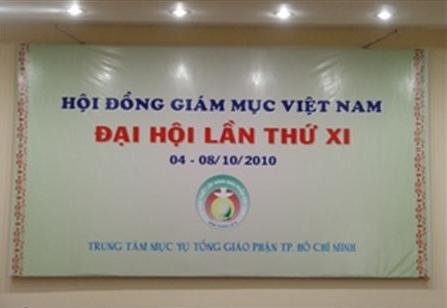 HỘI ĐỒNG GIÁM MỤC VIỆT NAM
ĐẠI HỘI LẦN THỨ XI
04 - 08/10/2010
TRUNG TÂM MỤC VỤ TỔNG GIÁO PHẬN TP. HỒ CHÍ MINH